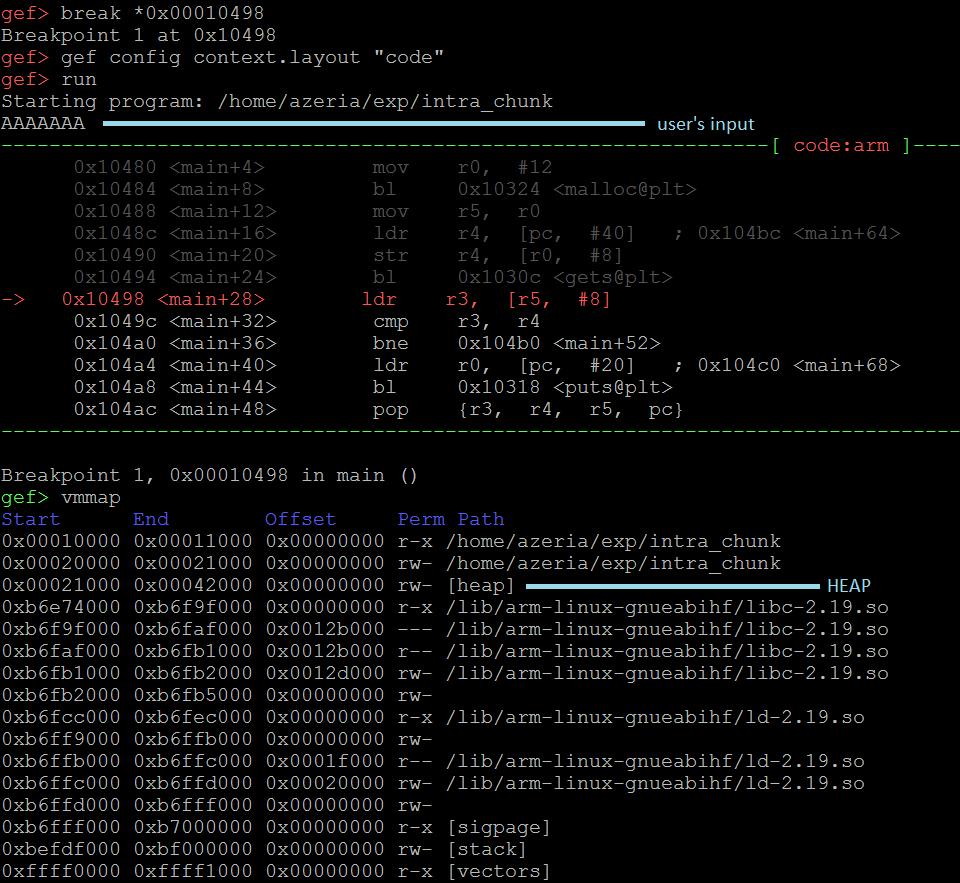 gef> break *0x00010498
Breakpoint 1 at 0x10498
gef> gef config context.layout "code"
gef> run
Starting program: /home/azeria/exp/intra_chunk
AAAAAAA user's input
----------------------------------------------------------------[ code:arm ]----
0x10480 <main+4> mov r0, #12
0x10484 <main+8> bl 0x10324 <malloc@plt>
0x10488 <main+12> mov r5, r0
0x1048c <main+16> ldr r4, [pc, #40] ; 0x104bc <main+64>
0x10490 <main+20> str r4, [r0, #8]
0x10494 <main+24> bl 0x1030c <gets@plt>
-> 0x10498 <main+28> ldr r3, [r5, #8]
0x1049c <main+32> cmp r3, r4
0x104a0 <main+36> bne 0x104b0 <main+52>
0x104a4 <main+40> ldr r0, [pc, #20] ; 0x104c0 <main+68>
0x104a8 <main+44> bl 0x10318 <puts@plt>
0x104ac <main+48> pop {r3, r4, r5, pc}
--------------------------------------------------------------------------------
Breakpoint 1, 0x00010498 in main ()
gef> vmmap
Start End Offset Perm Path
0x00010000 0x00011000 0x00000000 r-x /home/azeria/exp/intra_chunk
0x00020000 0x00021000 0x00000000 rw- /home/azeria/exp/intra_chunk
0x00021000 0x00042000 0x00000000 rw- [heap] HEAP
0xb6e74000 0xb6f9f000 0x00000000 r-x /lib/arm-linux-gnueabihf/libc-2.19.so
0xb6f9f000 0xb6faf000 0x0012b000 --- /lib/arm-linux-gnueabihf/libc-2.19.so
0xb6faf000 0xb6fb1000 0x0012b000 r-- /lib/arm-linux-gnueabihf/libc-2.19.so
0xb6fb1000 0xb6fb2000 0x0012d000 rw- /lib/arm-linux-gnueabihf/libc-2.19.so
0xb6fb2000 0xb6fb5000 0x00000000 rw-
0xb6fcc000 0xb6fec000 0x00000000 r-x /lib/arm-linux-gnueabihf/ld-2.19.so
0xb6ff9000 0xb6ffb000 0x00000000 rw-
0xb6ffb000 0xb6ffc000 0x0001f000 r-- /lib/arm-linux-gnueabihf/ld-2.19.so
0xb6ffc000 0xb6ffd000 0x00020000 rw- /lib/arm-linux-gnueabihf/ld-2.19.so
0xb6ffd000 0xb6fff000 0x00000000 rw-
0xb6fff000 0xb7000000 0x00000000 r-x [sigpage]
0xbefdf000 0xbf000000 0x00000000 rw- [stack]
0xffff0000 0xffff1000 0x00000000 r-x [vectors]